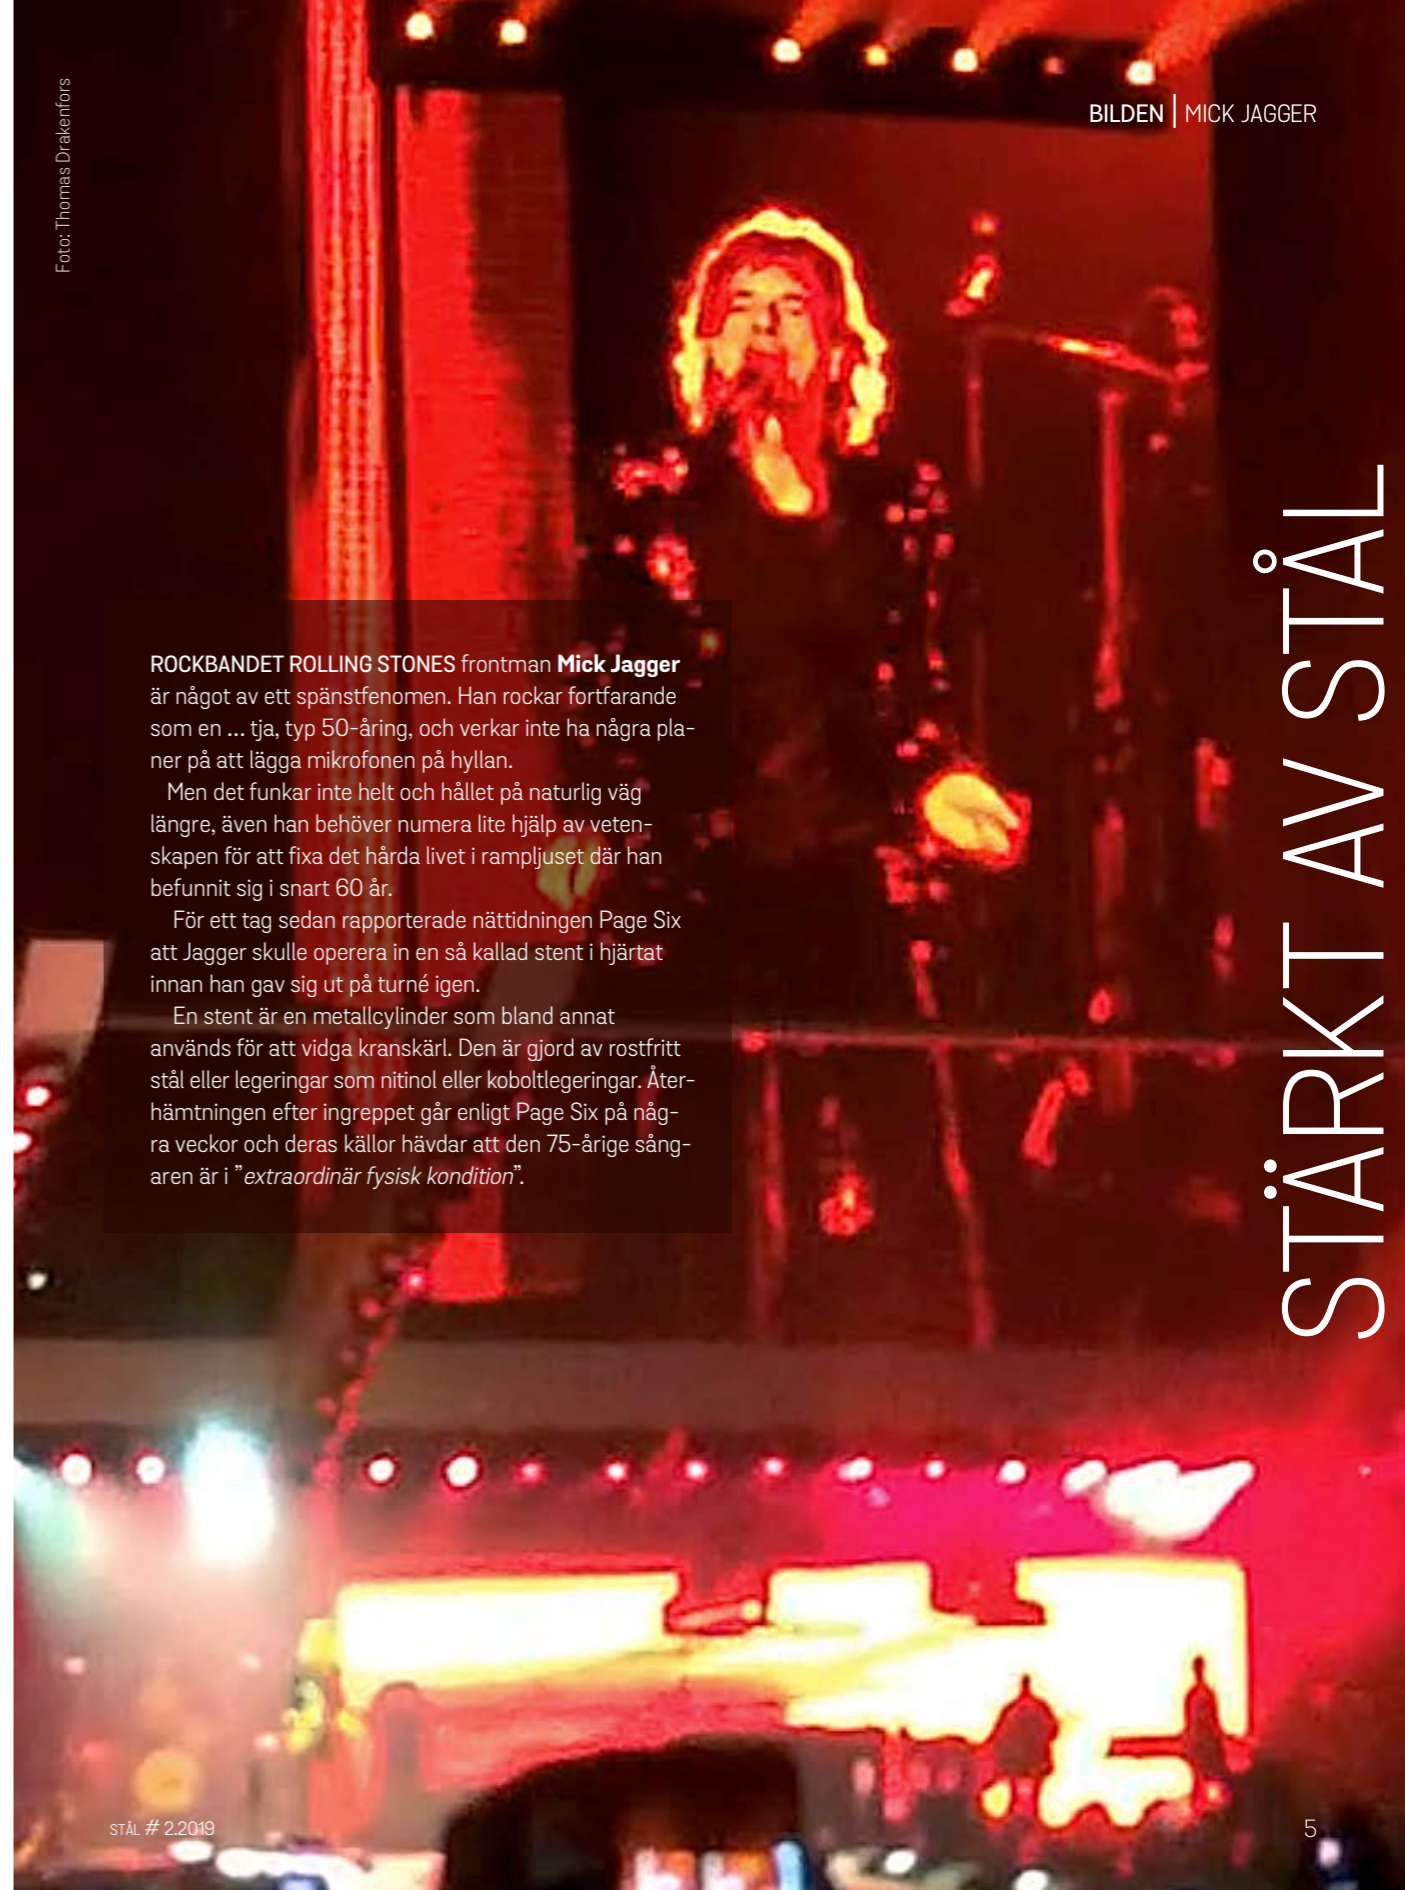 Foto: Thomas Drakenfors
BILDEN | MICK JAGGER
STÄRKT AV STÅL
ROCKBANDET ROLLING STONES frontman Mick Jagger
är något av ett spänstfenomen. Han rockar fortfarande
som en ... tja, typ 50-åring, och verkar inte ha några pla-
ner på att lägga mikrofonen på hyllan.
Men det funkar inte helt och hållet på naturlig väg
längre, även han behöver numera lite hjälp av veten-
skapen för att fixa det hårda livet i rampljuset där han
befunnit sig i snart 60 år.
För ett tag sedan rapporterade nättidningen Page Six
att Jagger skulle operera in en så kallad stent i hjärtat
innan han gav sig ut på turné igen.
En stent är en metallcylinder som bland annat
används för att vidga kranskärl. Den är gjord av rostfritt
stål eller legeringar som nitinol eller koboltlegeringar. Åter-
hämtningen efter ingreppet går enligt Page Six på någ-
ra veckor och deras källor hävdar att den 75-årige sång-
aren är i ”extraordinär fysisk kondition”.
STÅL # 2.2019
5